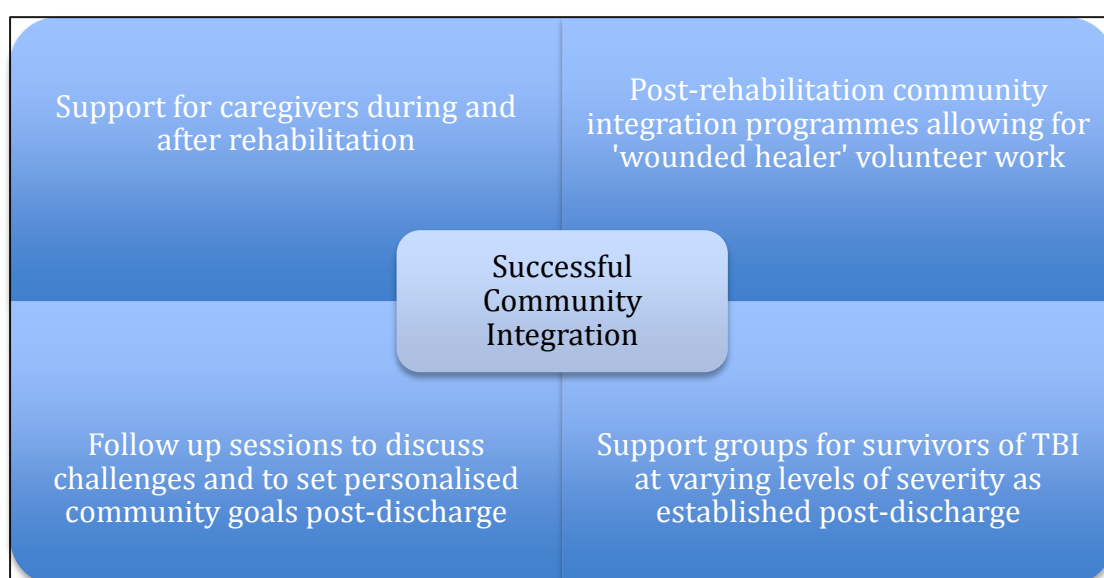 Support for caregivers during and
after rehabilitation
Post-rehabilitation community
integration programmes allowing for
'wounded healer' volunteer work
Successful
Community
Integration
Follow up sessions to discuss
challenges and to set personalised
community goals post-discharge
Support groups for survivors of TBI
at varying levels of severity as
established post-discharge